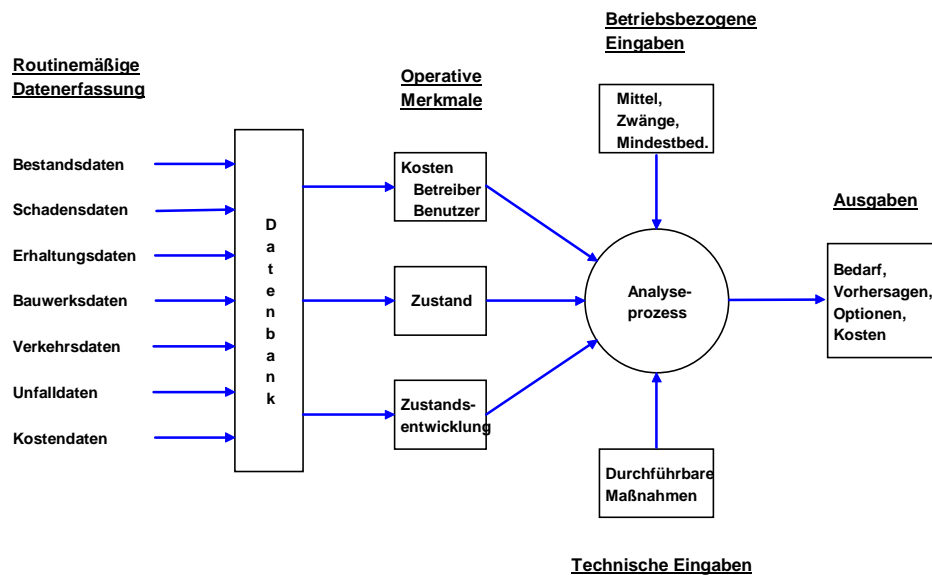 Routinemäßige
Datenerfassung
Bestandsdaten
Schadensdaten
Erhaltungsdaten
Bauwerksdaten
Verkehrsdaten
Unfalldaten
Kostendaten
Datenbank
Operative
Merkmale
Kosten
Betreiber
Benutzer
Zustand
Zustands-
entwicklung
Betriebsbezogene
Eingaben
Mittel,
Zwänge,
Mindestbed.
Analyse-
prozess
Durchführbare
Maßnahmen
Technische Eingaben
Ausgaben
Bedarf,
Vorhersagen,
Optionen,
Kosten